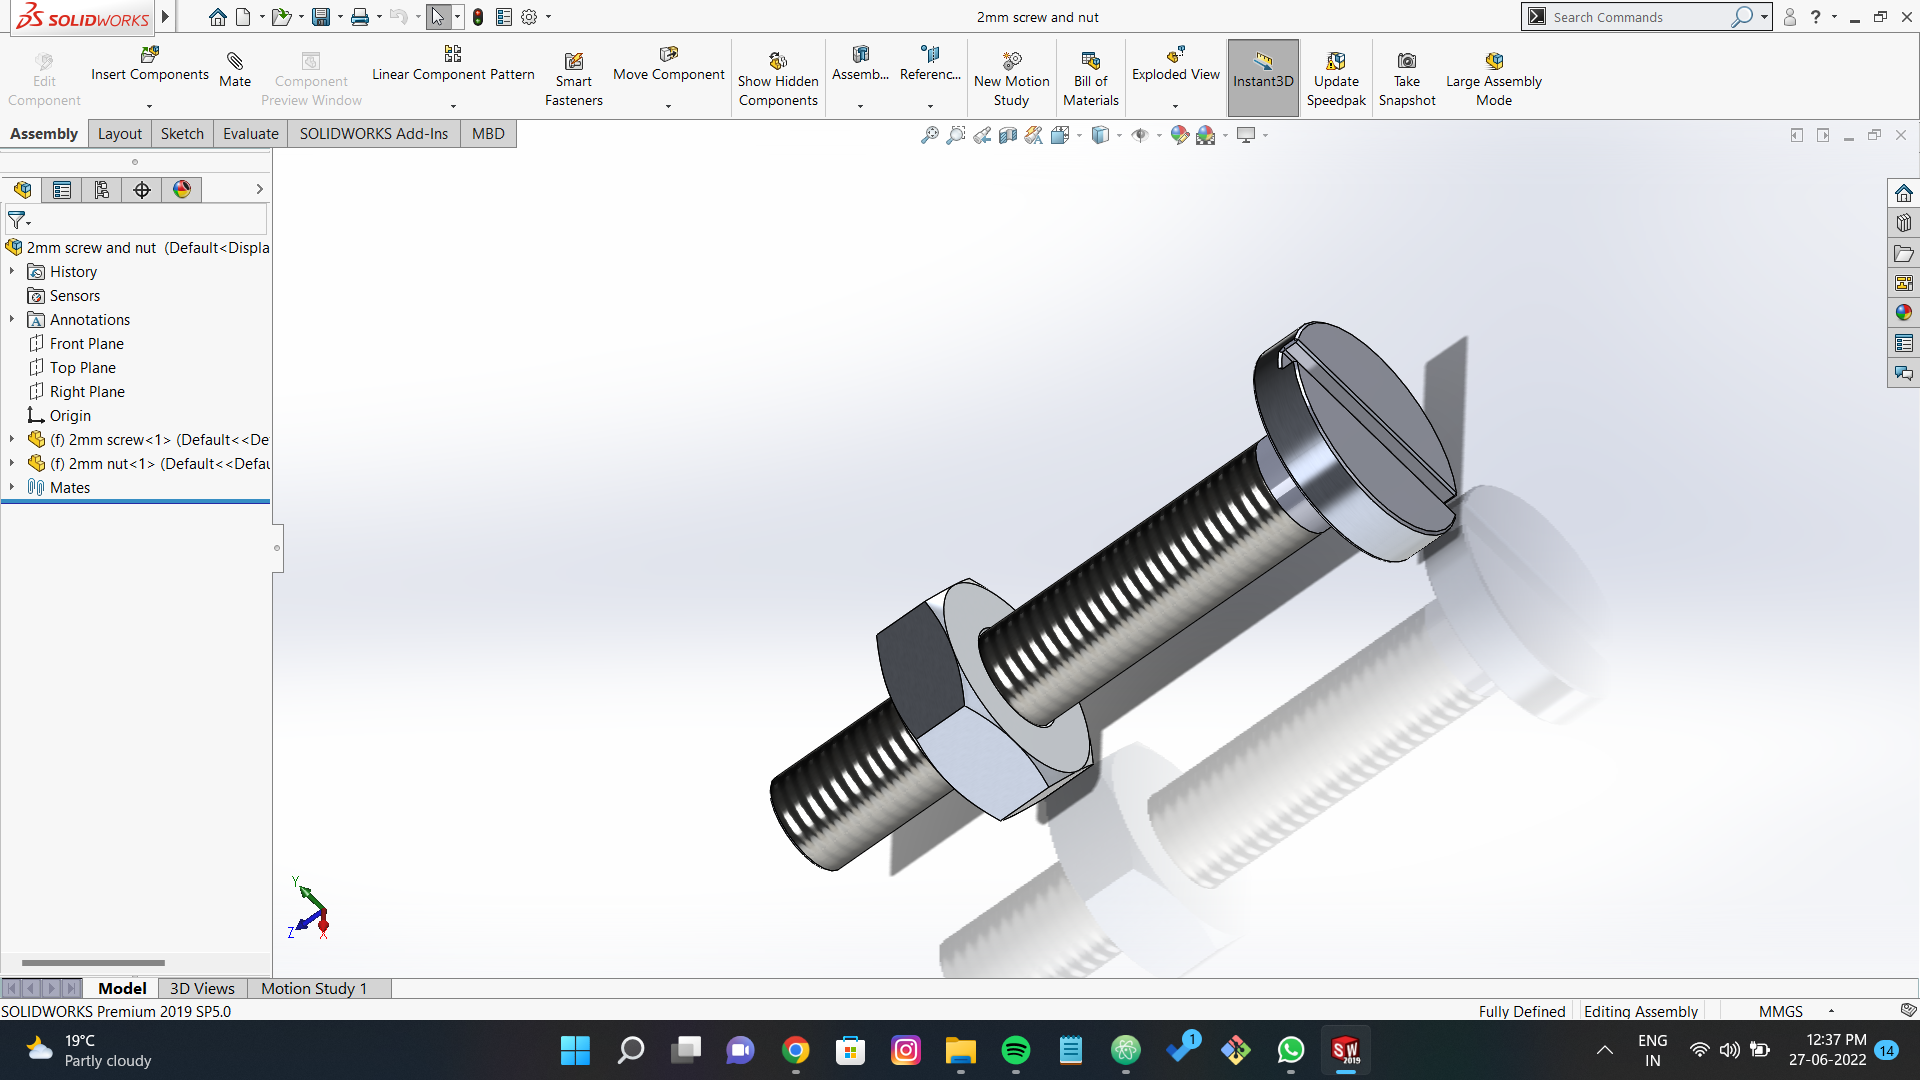 SOLIDWORKS
2mm screw and nut
Search Commands
?
Edit Component
Insert Components
Mate
Component Preview Window
Linear Component Pattern
Smart Fasteners
Move Component
Show Hidden Components
Assemb...
Referenc...
New Motion Study
Bill of Materials
Exploded View
Instant3D
Update Speedpak
Take Snapshot
Large Assembly Mode
Assembly
Layout
Sketch
Evaluate
SOLIDWORKS Add-Ins
MBD
2mm screw and nut (Default<Displa
History
Sensors
Annotations
Front Plane
Top Plane
Right Plane
Origin
(f) 2mm screw<1> (Default<<De
(f) 2mm nut<1> (Default<<Defau
Mates
Y
Z
X
Model
3D Views
Motion Study 1
SOLIDWORKS Premium 2019 SP5.0
Fully Defined
Editing Assembly
MMGS
19°C
Partly cloudy
1
SW
2019
ENG
IN
12:37 PM
27-06-2022
14